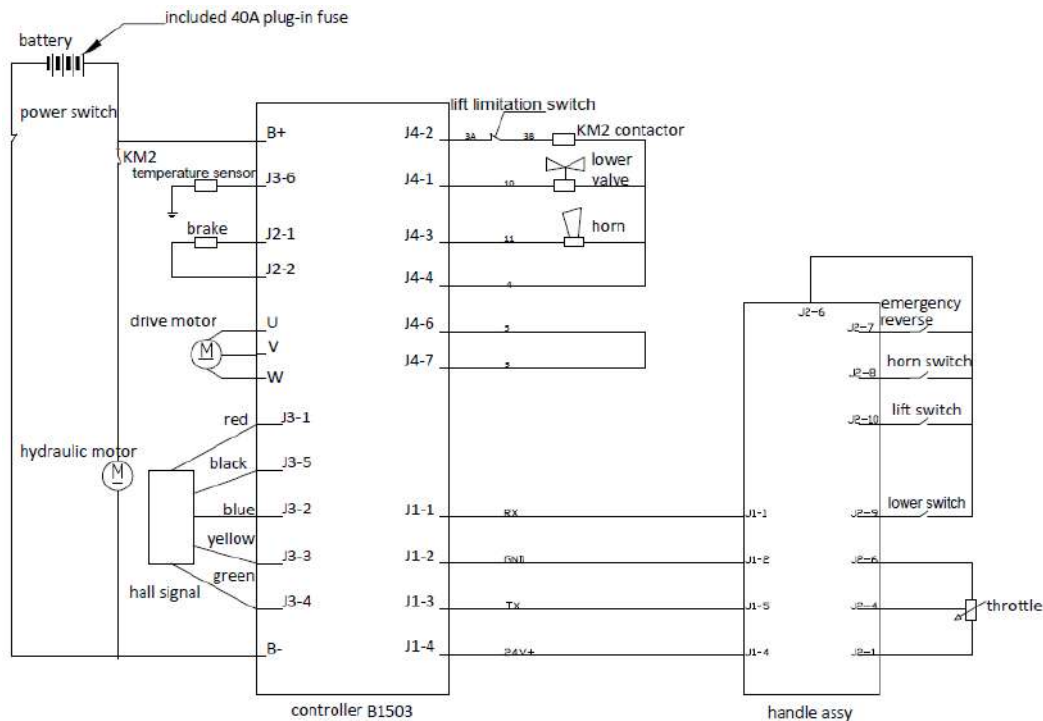 included 40A plug-in fuse
battery
power switch
KM2
temperature sensor
brake
drive motor
M
hydraulic motor
M
red
black
blue
yellow
green
hall signal
B+
J3-6
J2-1
J2-2
U
V
W
J3-1
J3-5
J3-2
J3-3
J3-4
B-
lift limitation switch
J4-2
3A
3B
KM2 contactor
J4-1
10
lower
valve
J4-3
11
horn
J4-4
4
J4-6
J4-7
J1-1
RX
J1-1
J1-2
GND
J1-2
J1-3
TX
J1-5
J1-4
24V+
J1-4
J2-6
J2-7
emergency
reverse
J2-8
horn switch
J2-10
lift switch
J2-9
lower switch
J2-6
J2-4
throttle
J2-1
controller B1503
handle assy